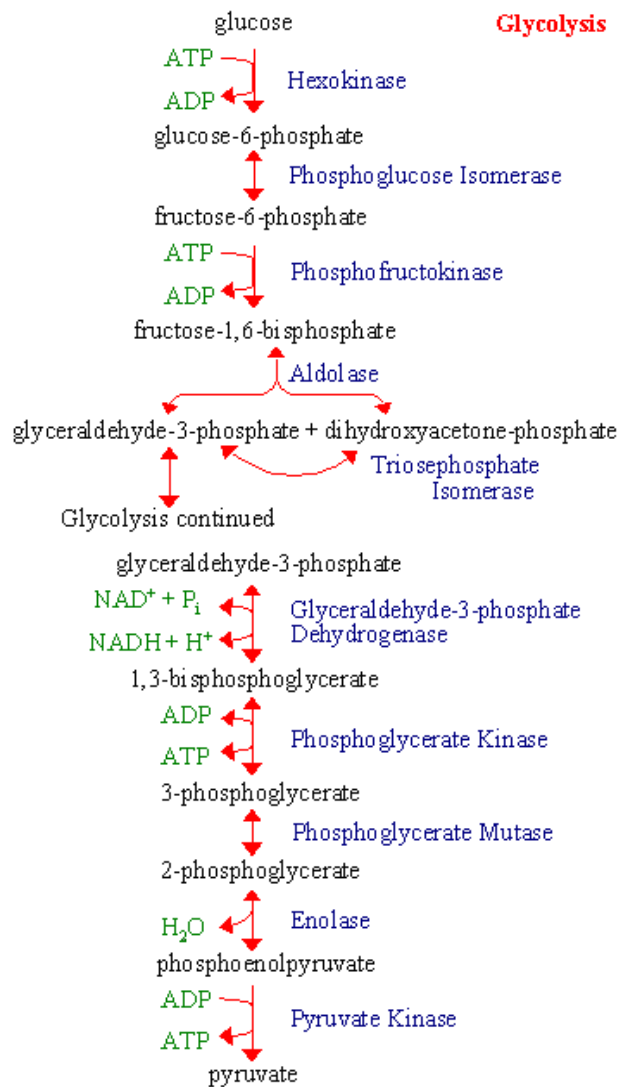 glucose
Glycolysis
ATP
Hexokinase
ADP
glucose-6-phosphate
Phosphoglucose Isomerase
fructose-6-phosphate
ATP
Phosphofructokinase
ADP
fructose-1,6-bisphosphate
Aldolase
glyceraldehyde-3-phosphate + dihydroxyacetone-phosphate
Triosephosphate
Isomerase
Glycolysis continued
glyceraldehyde-3-phosphate
NAD⁺ + Pᵢ
Glyceraldehyde-3-phosphate
Dehydrogenase
NADH + H⁺
1,3-bisphosphoglycerate
ADP
Phosphoglycerate Kinase
ATP
3-phosphoglycerate
Phosphoglycerate Mutase
2-phosphoglycerate
H₂O
Enolase
phosphoenolpyruvate
ADP
Pyruvate Kinase
ATP
pyruvate